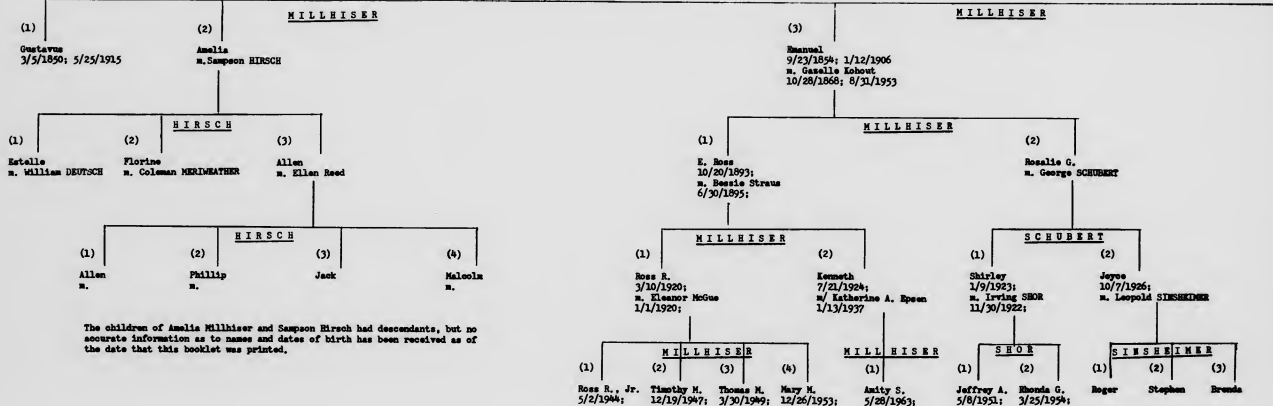 MILLHISER
MILLHISER
(1)
Gustavus
3/5/1850; 5/25/1915
(2)
Amelia
m.Sampson HIRSCH
(3)
Emanuel
9/23/1854; 1/12/1906
m. Gazelle Kohout
10/28/1868; 8/31/1953
HIRSCH
(1)
Estelle
m. William DEUTSCH
(2)
Florine
m. Coleman MERIWEATHER
(3)
Allen
m. Ellen Reed
MILLHISER
(1)
E. Ross
10/20/1893;
m. Bessie Straus
6/30/1895;
(2)
Rosalie G.
m. George SCHUBERT
HIRSCH
(1)
Allen
m.
(2)
Phillip
m.
(3)
Jack
(4)
Malcolm
m.
MILLHISER
(1)
Ross R.
3/10/1920;
m. Eleanor McGue
1/1/1920;
(2)
Kenneth
7/21/1924;
m/ Katherine A. Epsen
1/13/1937
SCHUBERT
(1)
Shirley
1/9/1923;
m. Irving SHOR
11/30/1922;
(2)
Joyce
10/7/1926;
m. Leopold SINSHEIMER
The children of Amelia Millhiser and Sampson Hirsch had descendants, but no
accurate information as to names and dates of birth has been received as of
the date that this booklet was printed.
MILLHISER
(1)
Ross R., Jr.
5/2/1944;
(2)
Timothy M.
12/19/1947;
(3)
Thomas M.
3/30/1949;
(4)
Mary M.
12/26/1953;
MILLHISER
(1)
Amity S.
5/28/1963;
SHOR
(1)
Jeffrey A.
5/8/1951;
(2)
Rhonda G.
3/25/1954;
SINSHEIMER
(1)
Roger
(2)
Stephen
(3)
Brenda